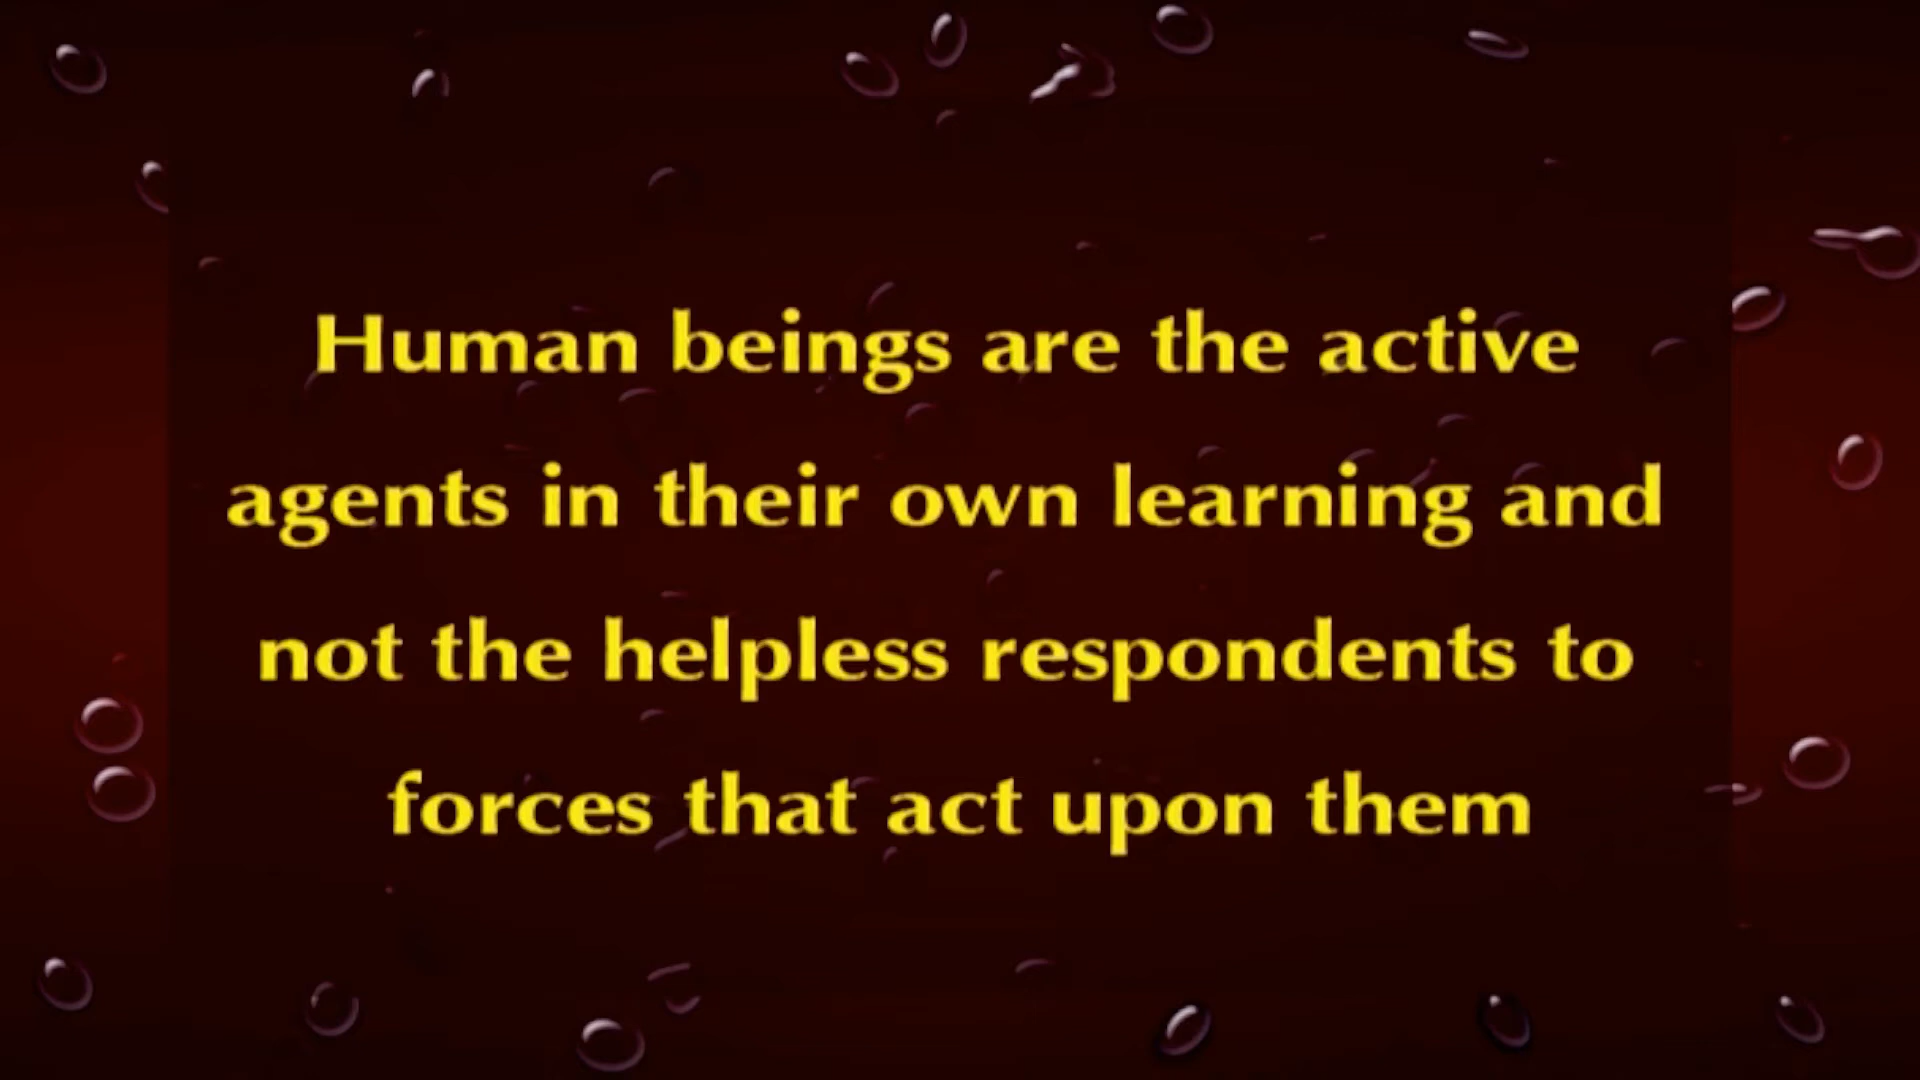 Human beings are the active
agents in their own learning and
not the helpless respondents to
forces that act upon them